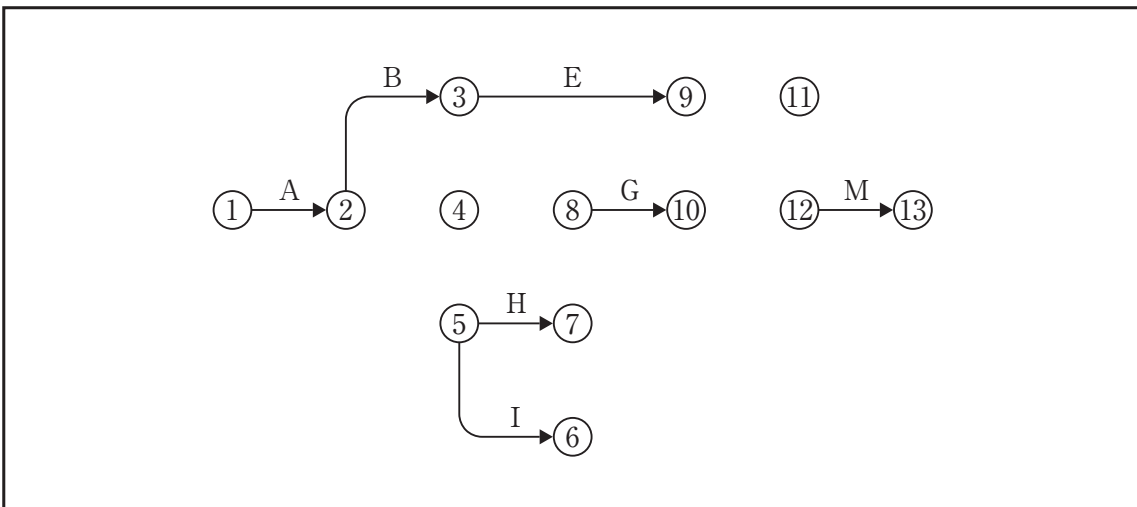 B E
③ ⑨ ⑪
A G M
① ② ④ ⑧ ⑩ ⑫ ⑬
H
⑤ ⑦
I
⑥